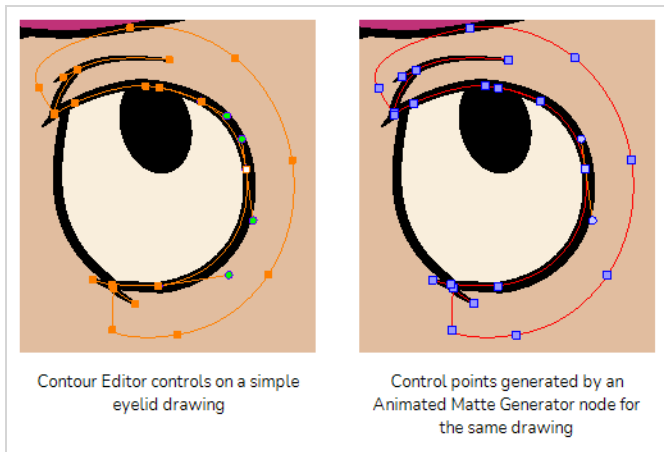 Contour Editor controls on a simple
eyelid drawing
Control points generated by an
Animated Matte Generator node for
the same drawing